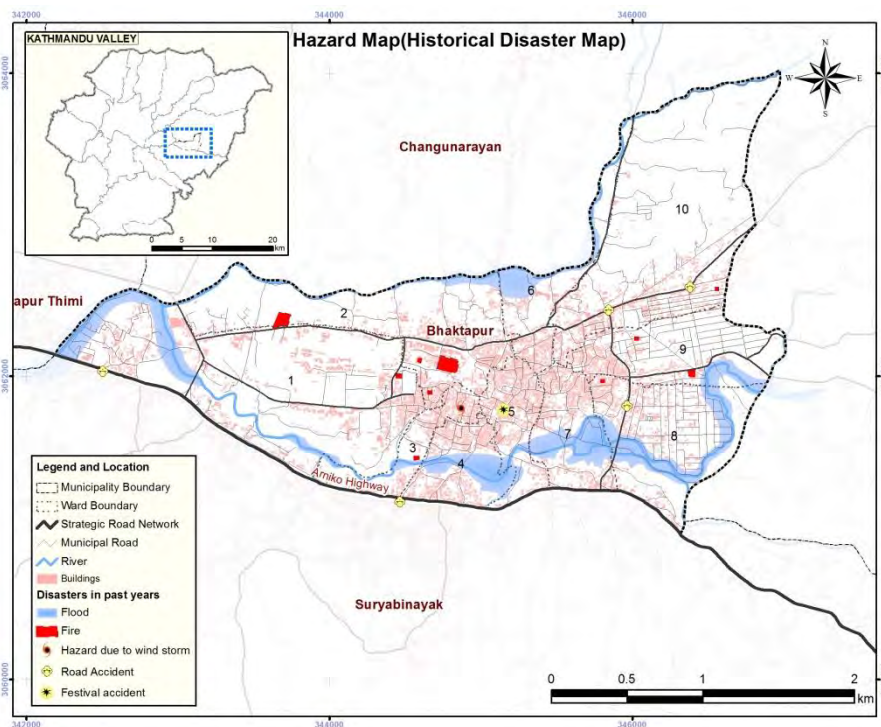 342000 344000 346000
KATHMANDU VALLEY
Hazard Map(Historical Disaster Map)
3064000
N
W E
S
Changunarayan
0 5 10 20
km
10
6
apur Thimi
2
Bhaktapur
9
3062000
1
5
7
8
3
4
Arniko Highway
Legend and Location
Municipality Boundary
Ward Boundary
Strategic Road Network
Municipal Road
River
Buildings
Disasters in past years
Flood
Fire
Hazard due to wind storm
Road Accident
Festival accident
Suryabinayak
0 0.5 1 2
km
3060000
342000 344000 346000